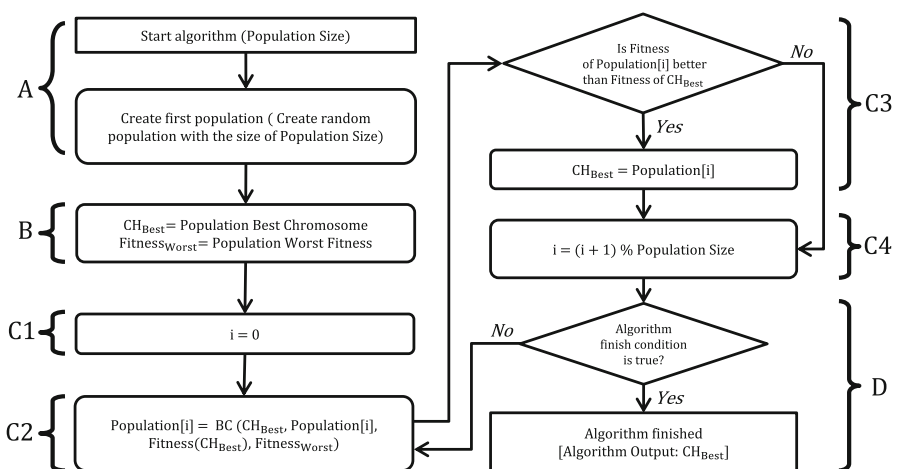 A
Start algorithm (Population Size)
Create first population ( Create random
population with the size of Population Size)
B
CH_Best= Population Best Chromosome
Fitness_Worst= Population Worst Fitness
C1
i = 0
C2
Population[i] = BC (CH_Best, Population[i],
Fitness(CH_Best), Fitness_Worst)
Is Fitness
of Population[i] better
than Fitness of CH_Best
No
Yes
C3
CH_Best = Population[i]
i = (i + 1) % Population Size
C4
No
Algorithm
finish condition
is true?
Yes
D
Algorithm finished
[Algorithm Output: CH_Best]